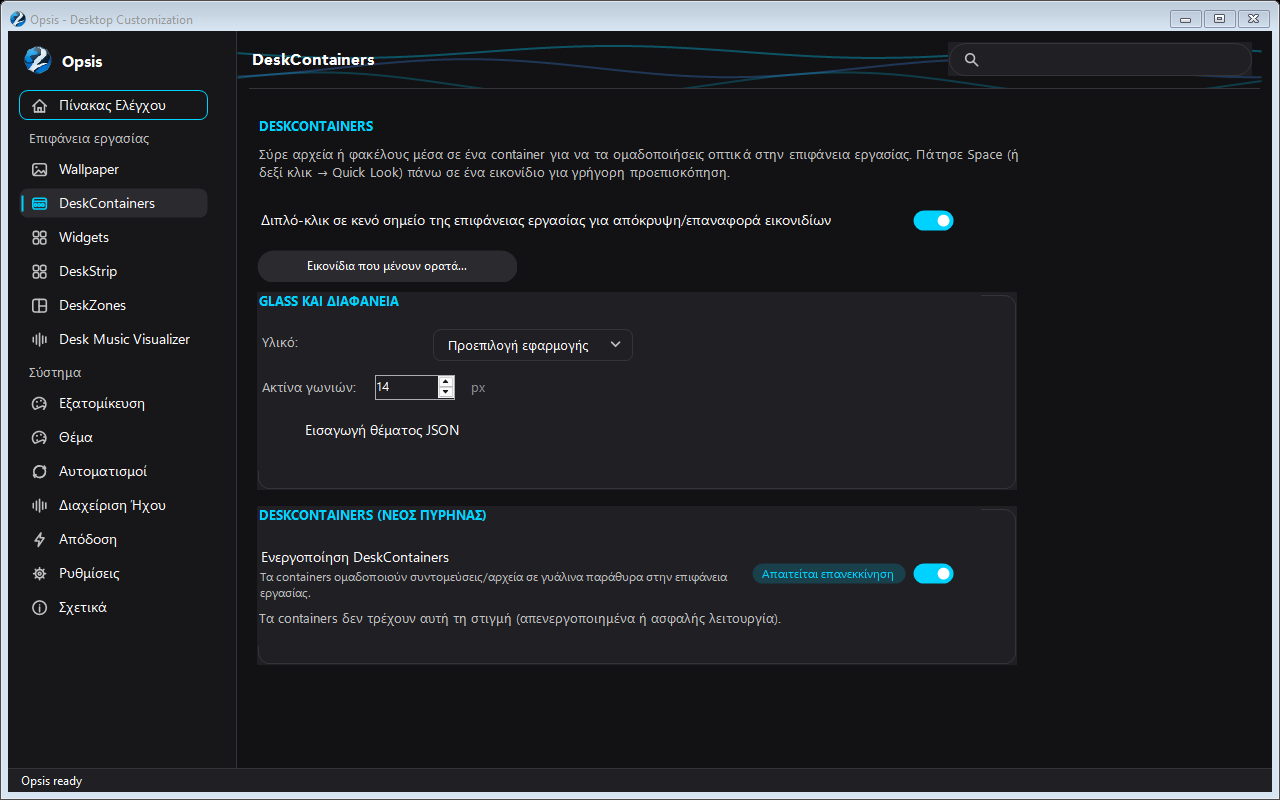 Opsis - Desktop Customization
Opsis
DeskContainers
Πίνακας Ελέγχου
Επιφάνεια εργασίας
Wallpaper
DeskContainers
Widgets
DeskStrip
DeskZones
Desk Music Visualizer
Σύστημα
Εξατομίκευση
Θέμα
Αυτοματισμοί
Διαχείριση Ήχου
Απόδοση
Ρυθμίσεις
Σχετικά
DESKCONTAINERS
Σύρε αρχεία ή φακέλους μέσα σε ένα container για να τα ομαδοποιήσεις οπτικά στην επιφάνεια εργασίας. Πάτησε Space (ή
δεξί κλικ → Quick Look) πάνω σε ένα εικονίδιο για γρήγορη προεπισκόπηση.
Διπλό-κλικ σε κενό σημείο της επιφάνειας εργασίας για απόκρυψη/επαναφορά εικονιδίων
Εικονίδια που μένουν ορατά...
GLASS ΚΑΙ ΔΙΑΦΑΝΕΙΑ
Υλικό:
Προεπιλογή εφαρμογής
Ακτίνα γωνιών:
14
px
Εισαγωγή θέματος JSON
DESKCONTAINERS (ΝΕΟΣ ΠΥΡΗΝΑΣ)
Ενεργοποίηση DeskContainers
Τα containers ομαδοποιούν συντομεύσεις/αρχεία σε γυάλινα παράθυρα στην επιφάνεια
εργασίας.
Απαιτείται επανεκκίνηση
Τα containers δεν τρέχουν αυτή τη στιγμή (απενεργοποιημένα ή ασφαλής λειτουργία).
Opsis ready